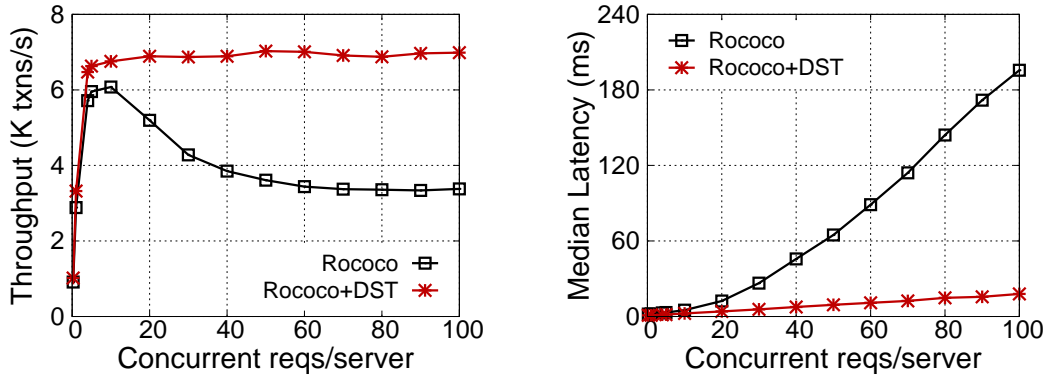 Throughput (K txns/s)
8
6
4
2
0
0 20 40 60 80 100
Concurrent reqs/server
Rococo
Rococo+DST
Median Latency (ms)
240
180
120
60
0
0 20 40 60 80 100
Concurrent reqs/server
Rococo
Rococo+DST